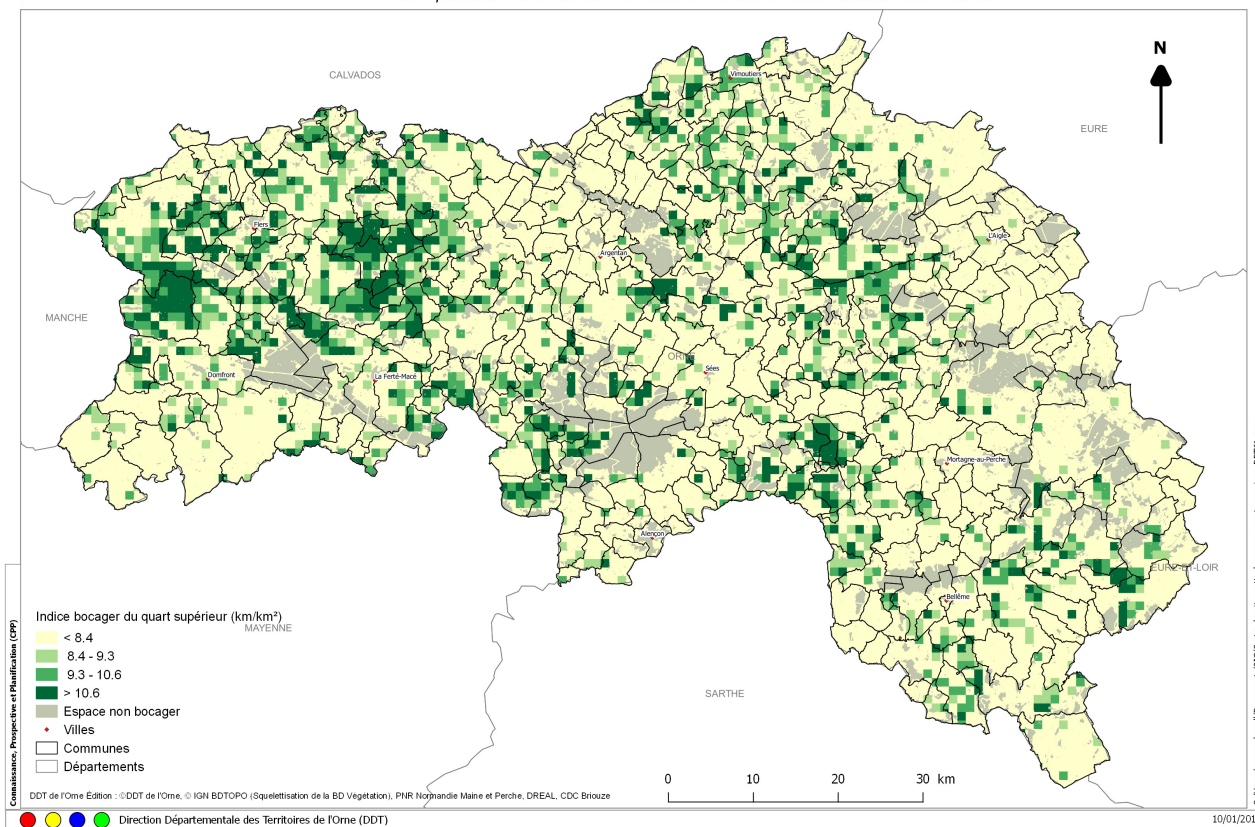 CALVADOS
N
EURE
Vimoutiers
Flers
L'Aigle
Argentan
MANCHE
ORNE
Domfront
La Ferté-Macé
Sées
Mortagne-au-Perche
Alençon
EURE-ET-LOIR
Bellême
Indice bocager du quart supérieur (km/km²)
MAYENNE
< 8.4
8.4 - 9.3
9.3 - 10.6
> 10.6
Espace non bocager
Villes
Communes
Départements
SARTHE
0 10 20 30 km
Connaissance, Prospective et Planification (CPP)
DDT de l'Orne Édition : ©DDT de l'Orne, © IGN BDTOPO (Squelettisation de la BD Végétation), PNR Normandie Maine et Perche, DREAL, CDC Briouze
Direction Départementale des Territoires de l'Orne (DDT)
10/01/201